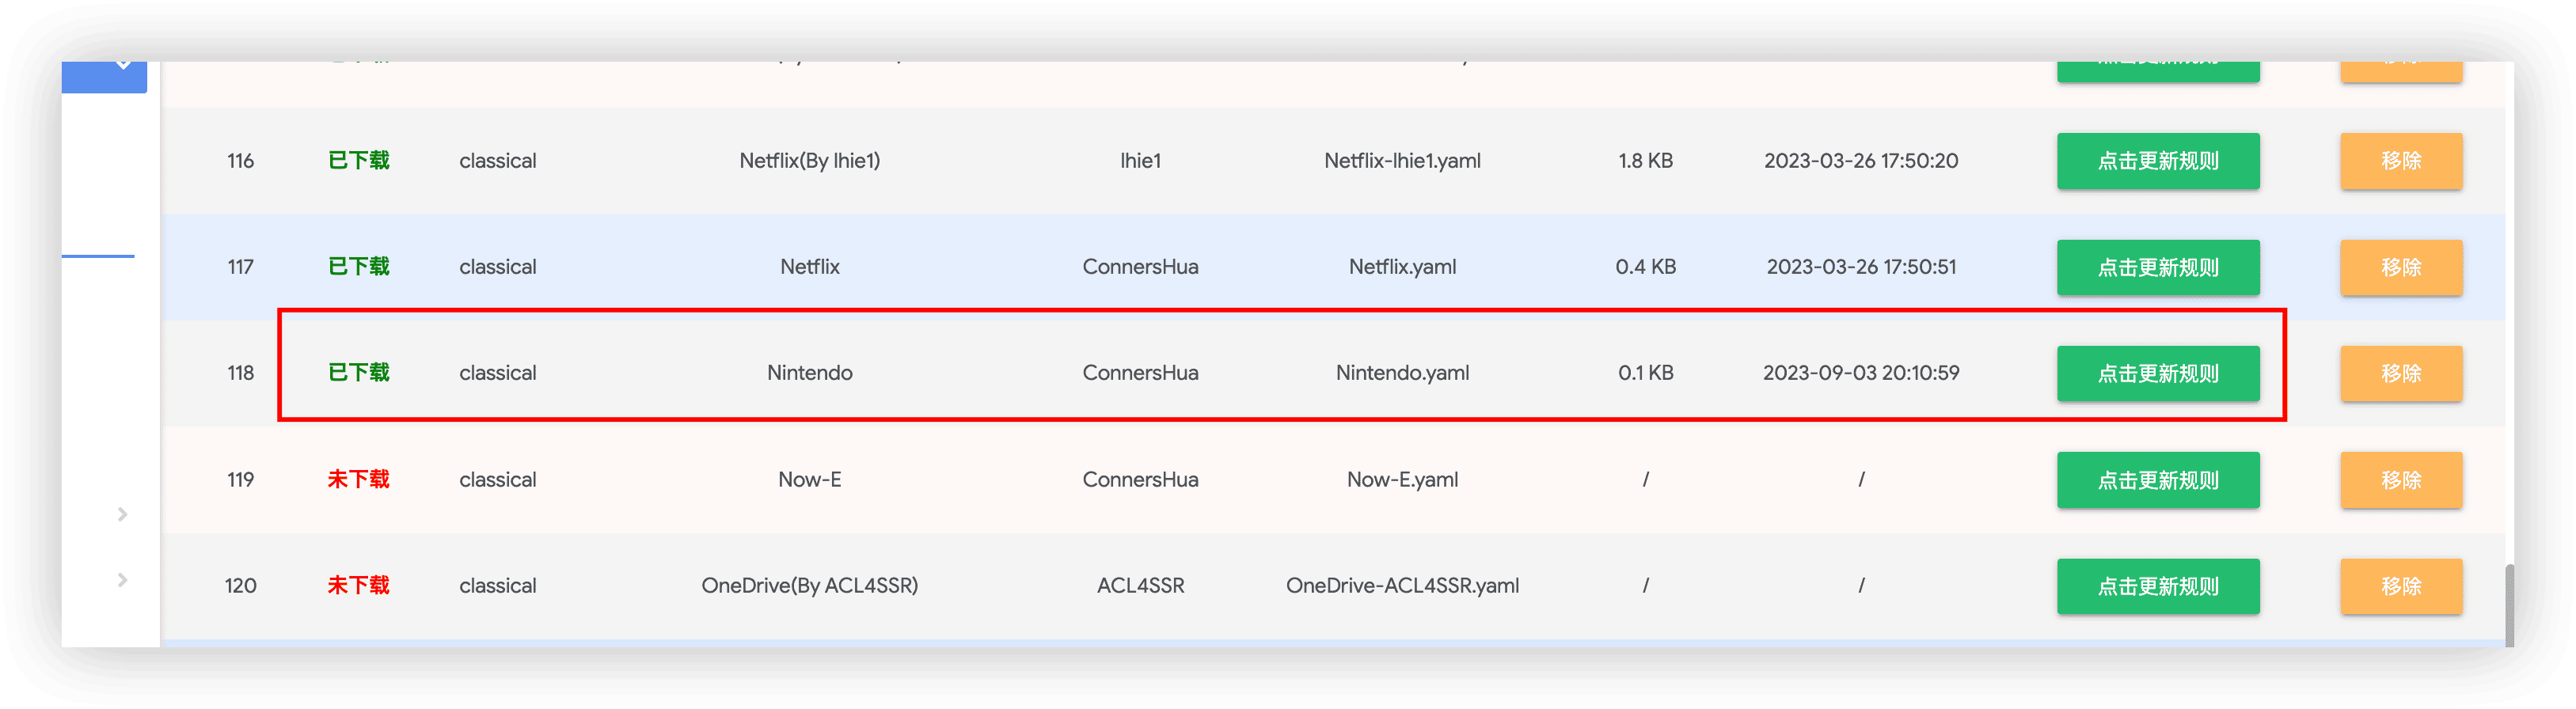 116 已下载 classical Netflix(By lhie1) lhie1 Netflix-lhie1.yaml 1.8 KB 2023-03-26 17:50:20 点击更新规则 移除
117 已下载 classical Netflix ConnersHua Netflix.yaml 0.4 KB 2023-03-26 17:50:51 点击更新规则 移除
118 已下载 classical Nintendo ConnersHua Nintendo.yaml 0.1 KB 2023-09-03 20:10:59 点击更新规则 移除
119 未下载 classical Now-E ConnersHua Now-E.yaml / / 点击更新规则 移除
120 未下载 classical OneDrive(By ACL4SSR) ACL4SSR OneDrive-ACL4SSR.yaml / / 点击更新规则 移除